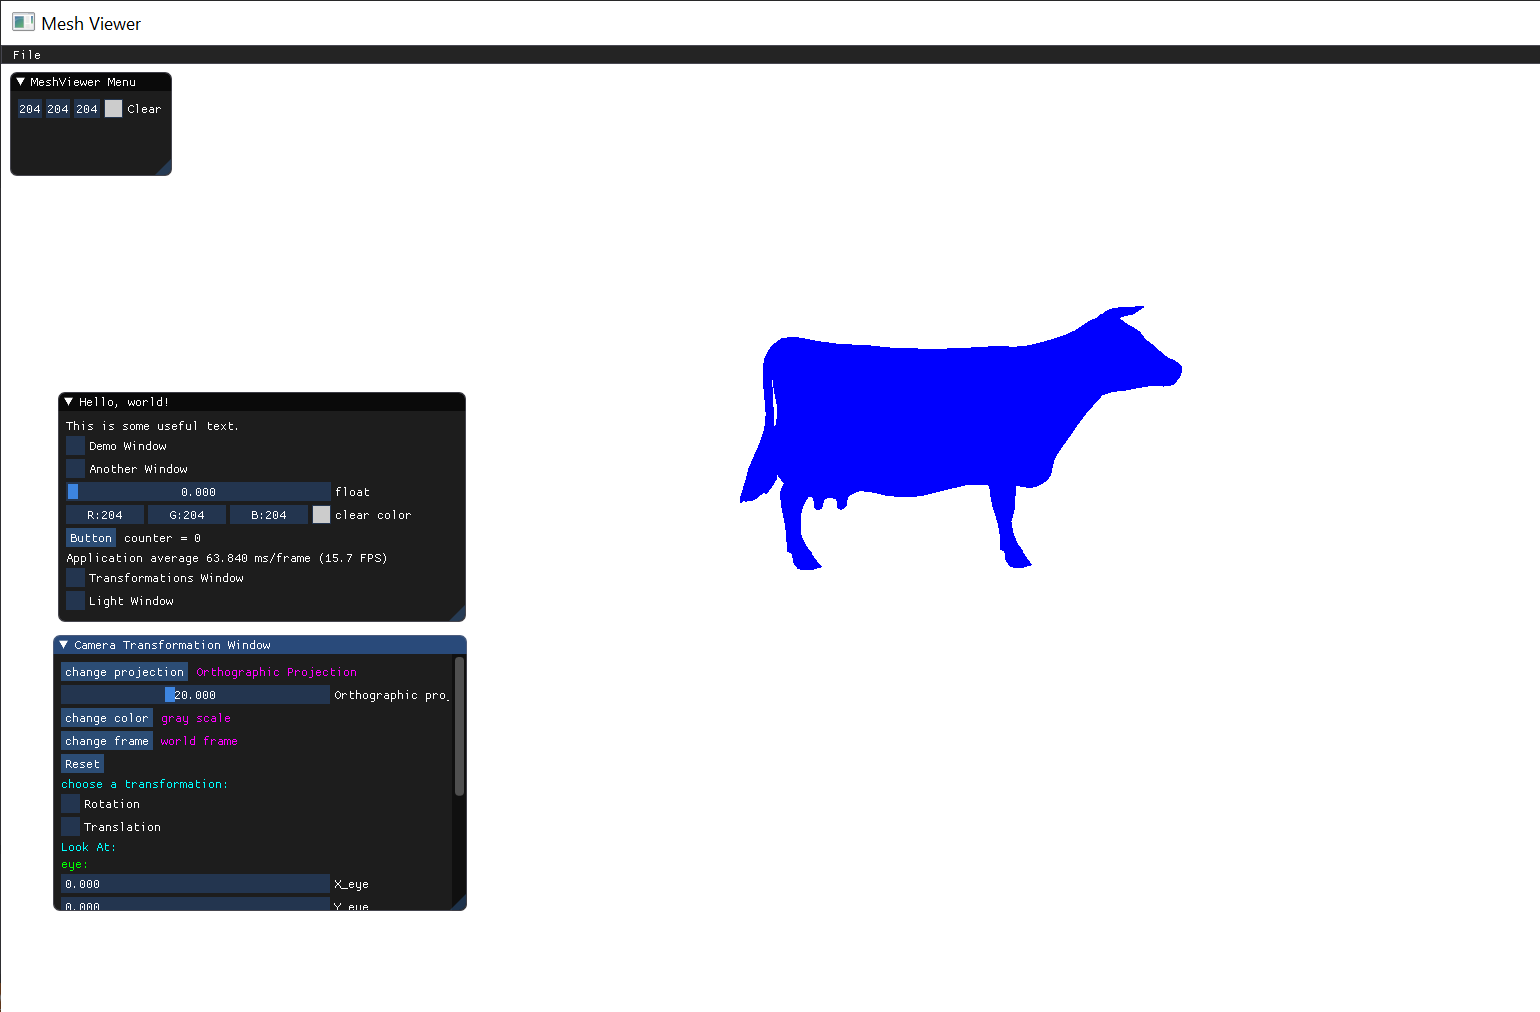 Mesh Viewer
File
MeshViewer Menu
204 204 204 Clear
Hello, world!
This is some useful text.
Demo Window
Another Window
0.000 float
R:204 G:204 B:204 clear color
Button counter = 0
Application average 63.840 ms/frame (15.7 FPS)
Transformations Window
Light Window
Camera Transformation Window
change projection Orthographic Projection
20.000 Orthographic pro
change color gray scale
change frame world frame
Reset
choose a transformation:
Rotation
Translation
Look At:
eye:
0.000 X_eye
0.000 Y_eye